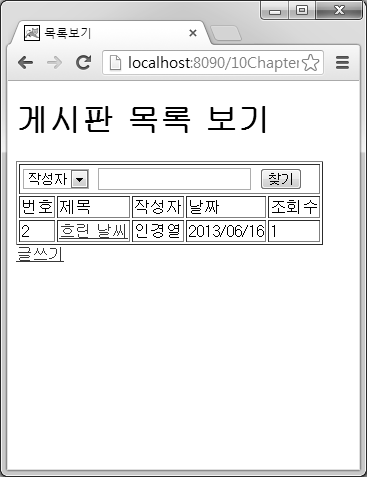 목록보기
localhost:8090/10Chapter
게시판 목록 보기
작성자 찾기
번호 제목 작성자 날짜 조회수
2 흐린 날씨 인경열 2013/06/16 1
글쓰기